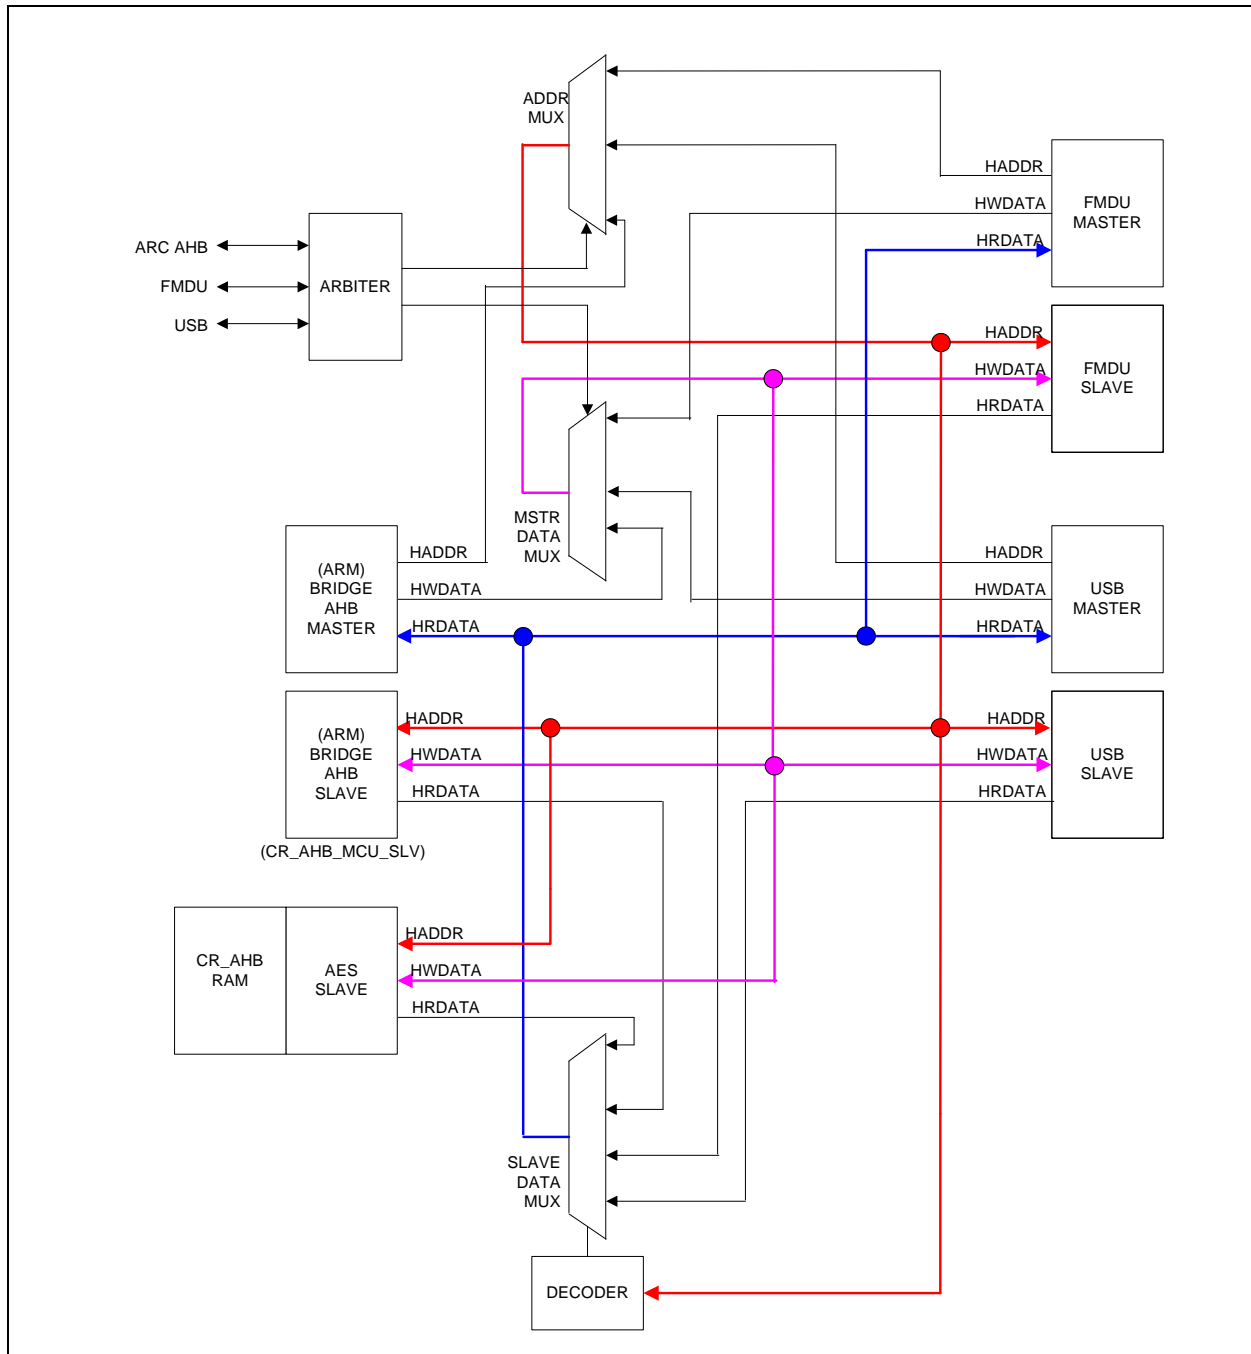 ADDR
MUX
HADDR
HWDATA
HRDATA
FMDU
MASTER
ARC AHB
FMDU
USB
ARBITER
HADDR
HWDATA
HRDATA
FMDU
SLAVE
MSTR
DATA
MUX
(ARM)
BRIDGE
AHB
MASTER
HADDR
HWDATA
HRDATA
HADDR
HWDATA
HRDATA
USB
MASTER
(ARM)
BRIDGE
AHB
SLAVE
HADDR
HWDATA
HRDATA
(CR_AHB_MCU_SLV)
HADDR
HWDATA
HRDATA
USB
SLAVE
CR_AHB
RAM
AES
SLAVE
HADDR
HWDATA
HRDATA
SLAVE
DATA
MUX
DECODER